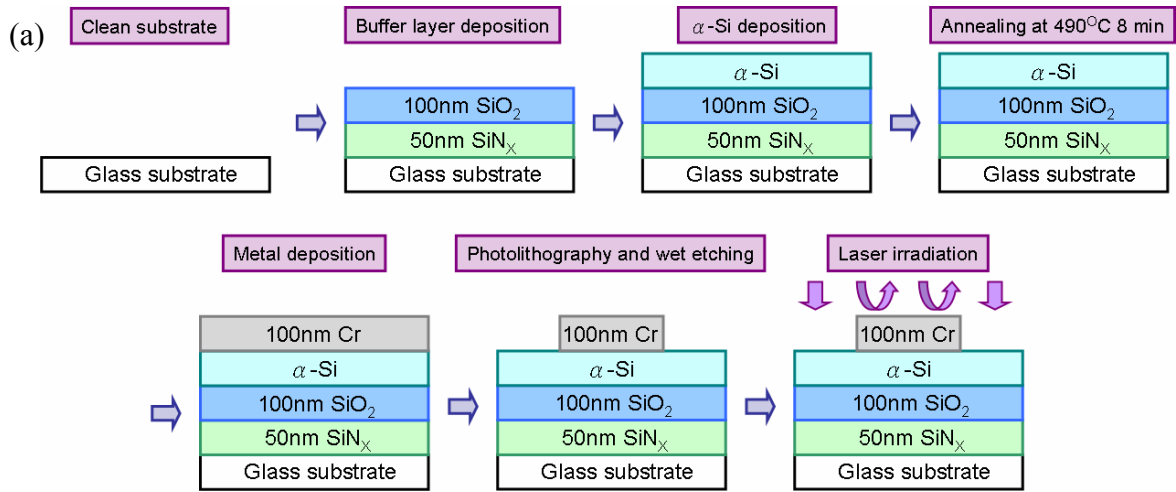 (a)
Clean substrate
Buffer layer deposition
α-Si deposition
Annealing at 490°C 8 min
α-Si
α-Si
100nm SiO₂
100nm SiO₂
100nm SiO₂
50nm SiNₓ
50nm SiNₓ
50nm SiNₓ
Glass substrate
Glass substrate
Glass substrate
Glass substrate
Metal deposition
Photolithography and wet etching
Laser irradiation
100nm Cr
100nm Cr
100nm Cr
α-Si
α-Si
α-Si
100nm SiO₂
100nm SiO₂
100nm SiO₂
50nm SiNₓ
50nm SiNₓ
50nm SiNₓ
Glass substrate
Glass substrate
Glass substrate